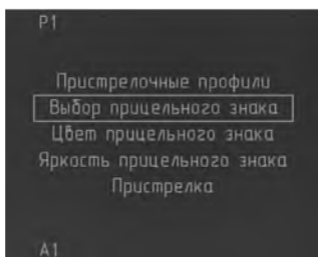 P1
Пристрелочные профили
Выбор прицельного знака
Цвет прицельного знака
Яркость прицельного знака
Пристрелка
A1